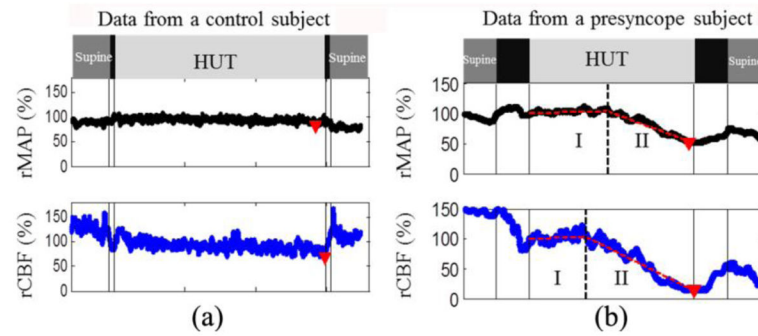 Data from a control subject
Supine
HUT
Supine
rMAP (%)
150
100
50
0
rCBF (%)
150
100
50
0
(a)
Data from a presyncope subject
Supine
HUT
Supine
rMAP (%)
150
100
50
0
I
II
rCBF (%)
150
100
50
0
I
II
(b)